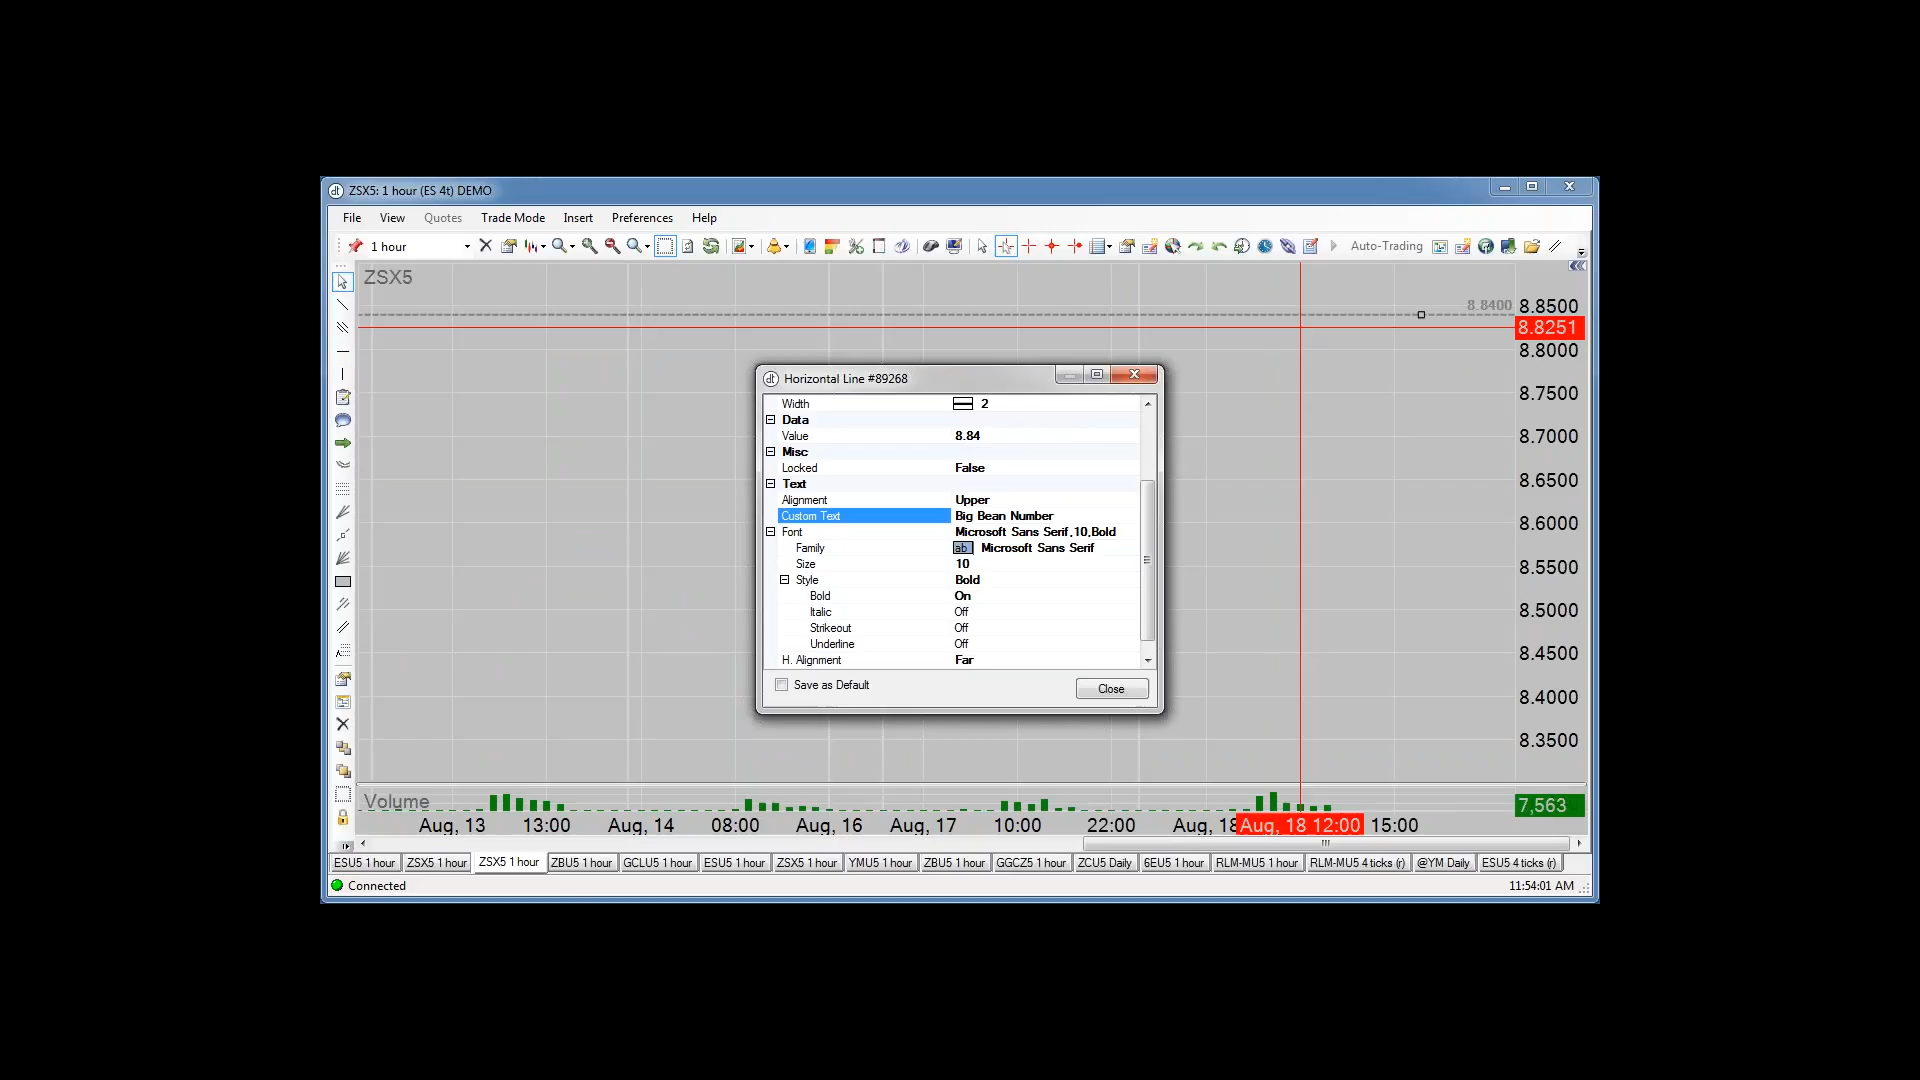 ZSX5: 1 hour (ES 4t) DEMO
File View Quotes Trade Mode Insert Preferences Help
1 hour Auto-Trading
ZSX5
8.8400
8.8500
8.8251
8.8000
8.7500
8.7000
8.6500
8.6000
8.5500
8.5000
8.4500
8.4000
8.3500
Horizontal Line #89268
Width 2
Data
Value 8.84
Misc
Locked False
Text
Alignment Upper
Custom Text Big Bean Number
Font Microsoft Sans Serif,10,Bold
Family ab Microsoft Sans Serif
Size 10
Style Bold
Bold On
Italic Off
Strikeout Off
Underline Off
H. Alignment Far
Save as Default Close
Volume 7,563
Aug, 13 13:00 Aug, 14 08:00 Aug, 16 Aug, 17 10:00 22:00 Aug, 18 Aug, 18 12:00 15:00
ESU5 1 hour ZSX5 1 hour ZSX5 1 hour ZBU5 1 hour GCLU5 1 hour ESU5 1 hour ZSX5 1 hour YMU5 1 hour ZBU5 1 hour GGCZ5 1 hour ZCU5 Daily 6EU5 1 hour RLM-MU5 1 hour RLM-MU5 4 ticks (r) @YM Daily ESU5 4 ticks (r)
Connected 11:54:01 AM